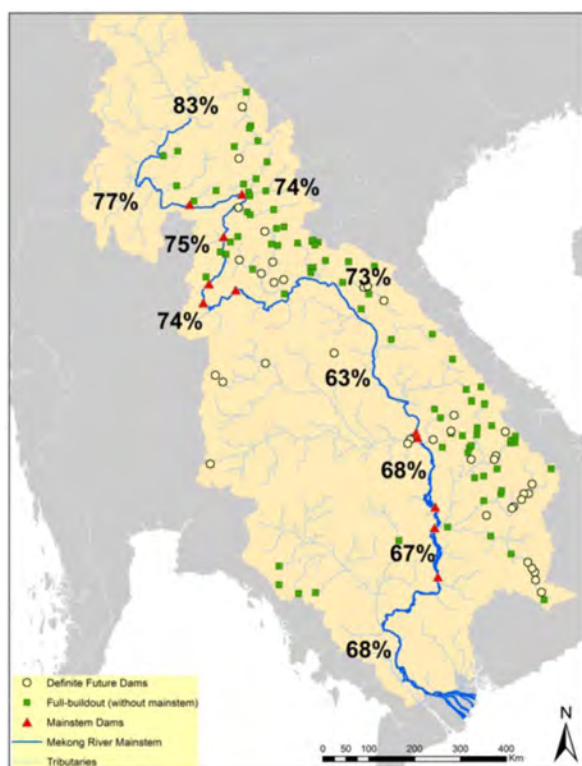 83%
77%
74%
75%
73%
74%
63%
68%
67%
68%
Definite Future Dams
Full-buildout (without mainstem)
Mainstem Dams
Mekong River Mainstem
Tributaries
N
0 50 100 200 300 400
Km